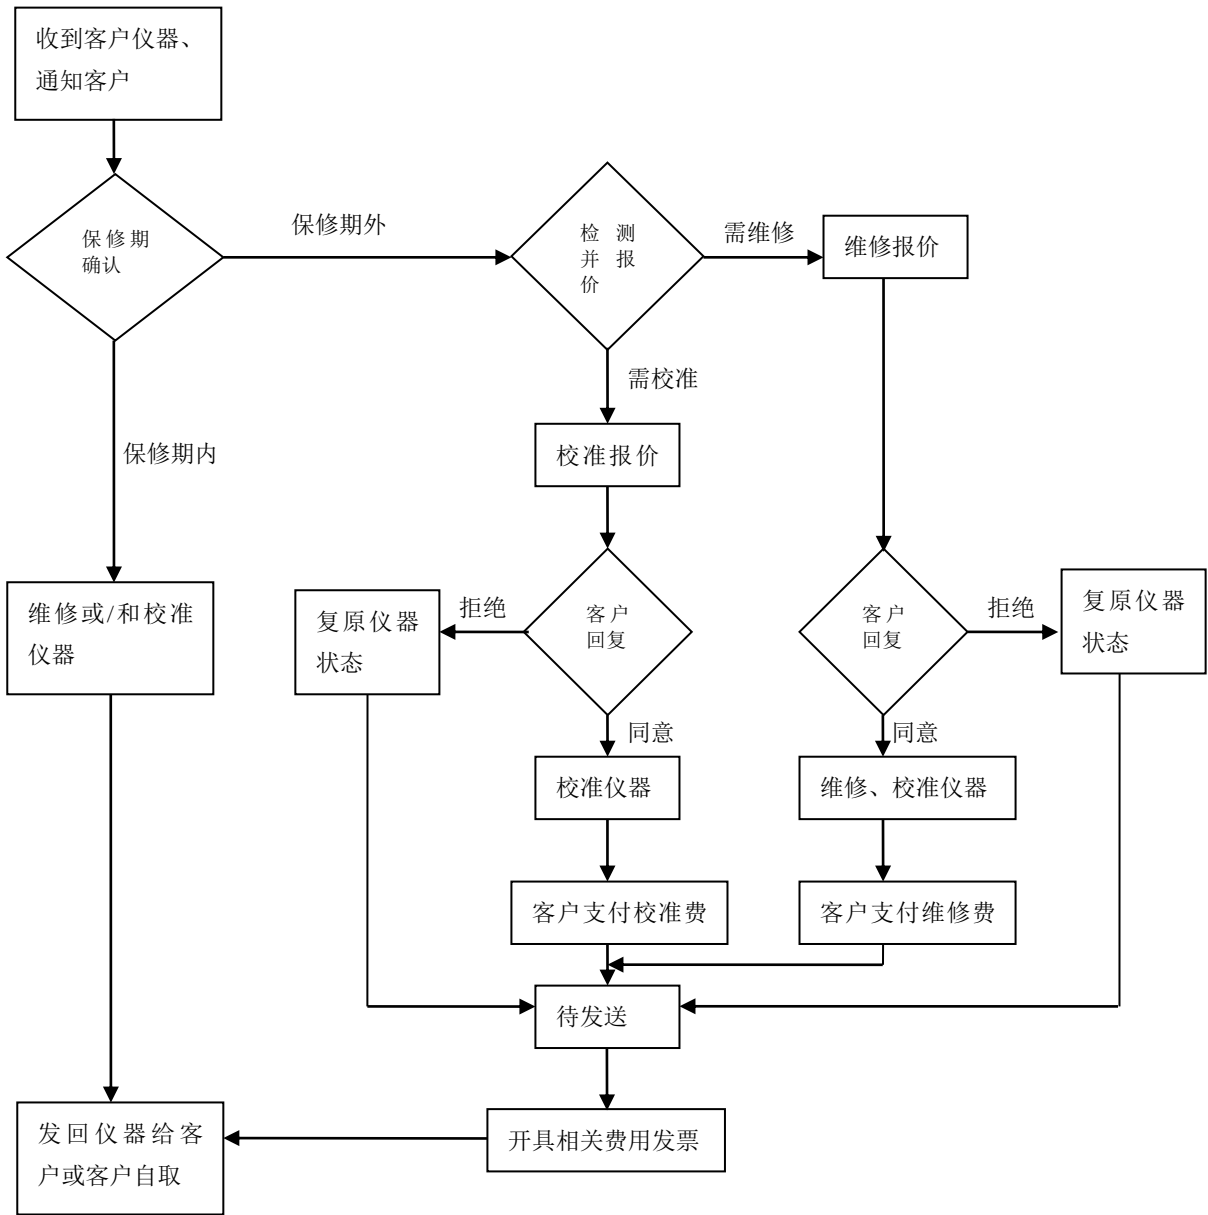 收到客户仪器、
通知客户
保修期
确认
保修期外
检测
并报
价
需维修
维修报价
需校准
校准报价
保修期内
维修或/和校准
仪器
复原仪器
状态
拒绝
客户
回复
客户
回复
拒绝
复原仪器
状态
同意
同意
校准仪器
维修、校准仪器
客户支付校准费
客户支付维修费
待发送
发回仪器给客
户或客户自取
开具相关费用发票